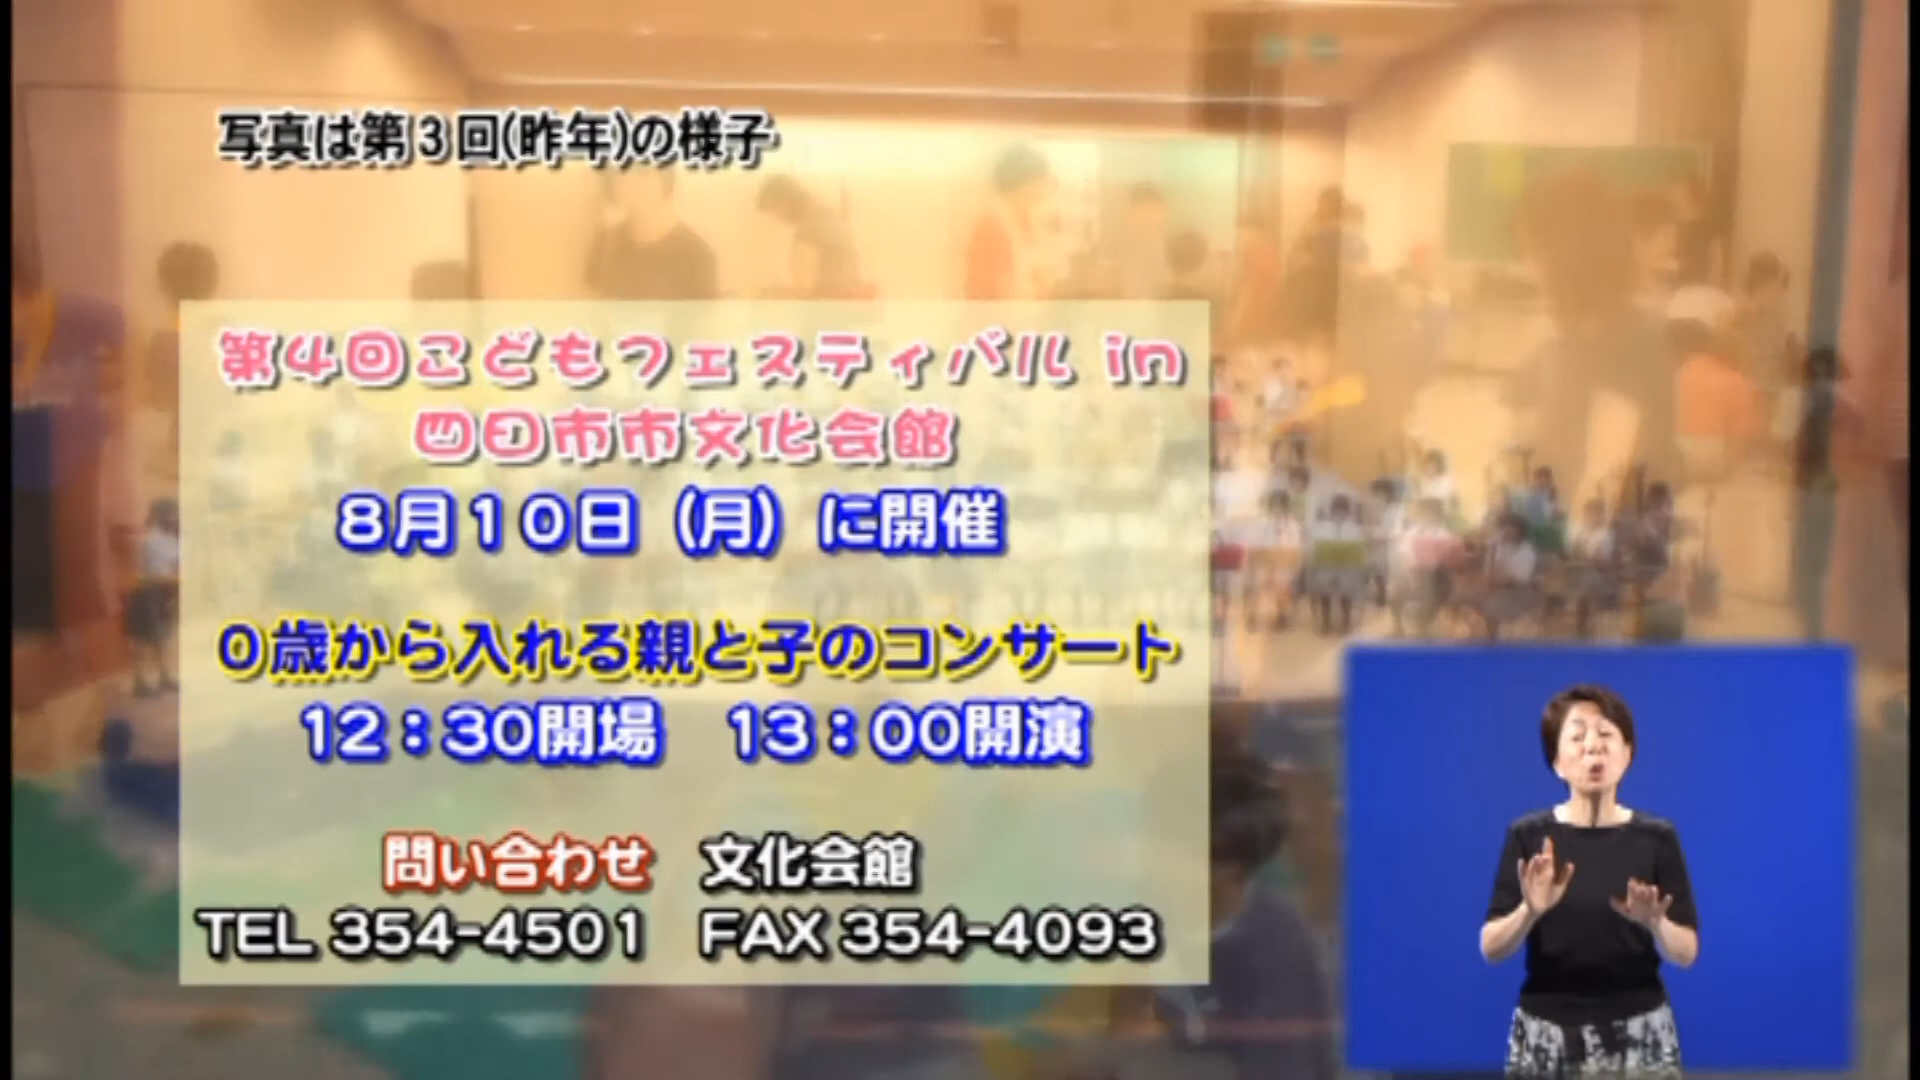 写真は第3回(昨年)の様子
第4回こどもフェスティバル in
四日市市文化会館
8月10日（月）に開催
0歳から入れる親と子のコンサート
12：30開場　13：00開演
問い合わせ　文化会館
TEL 354-4501　FAX 354-4093